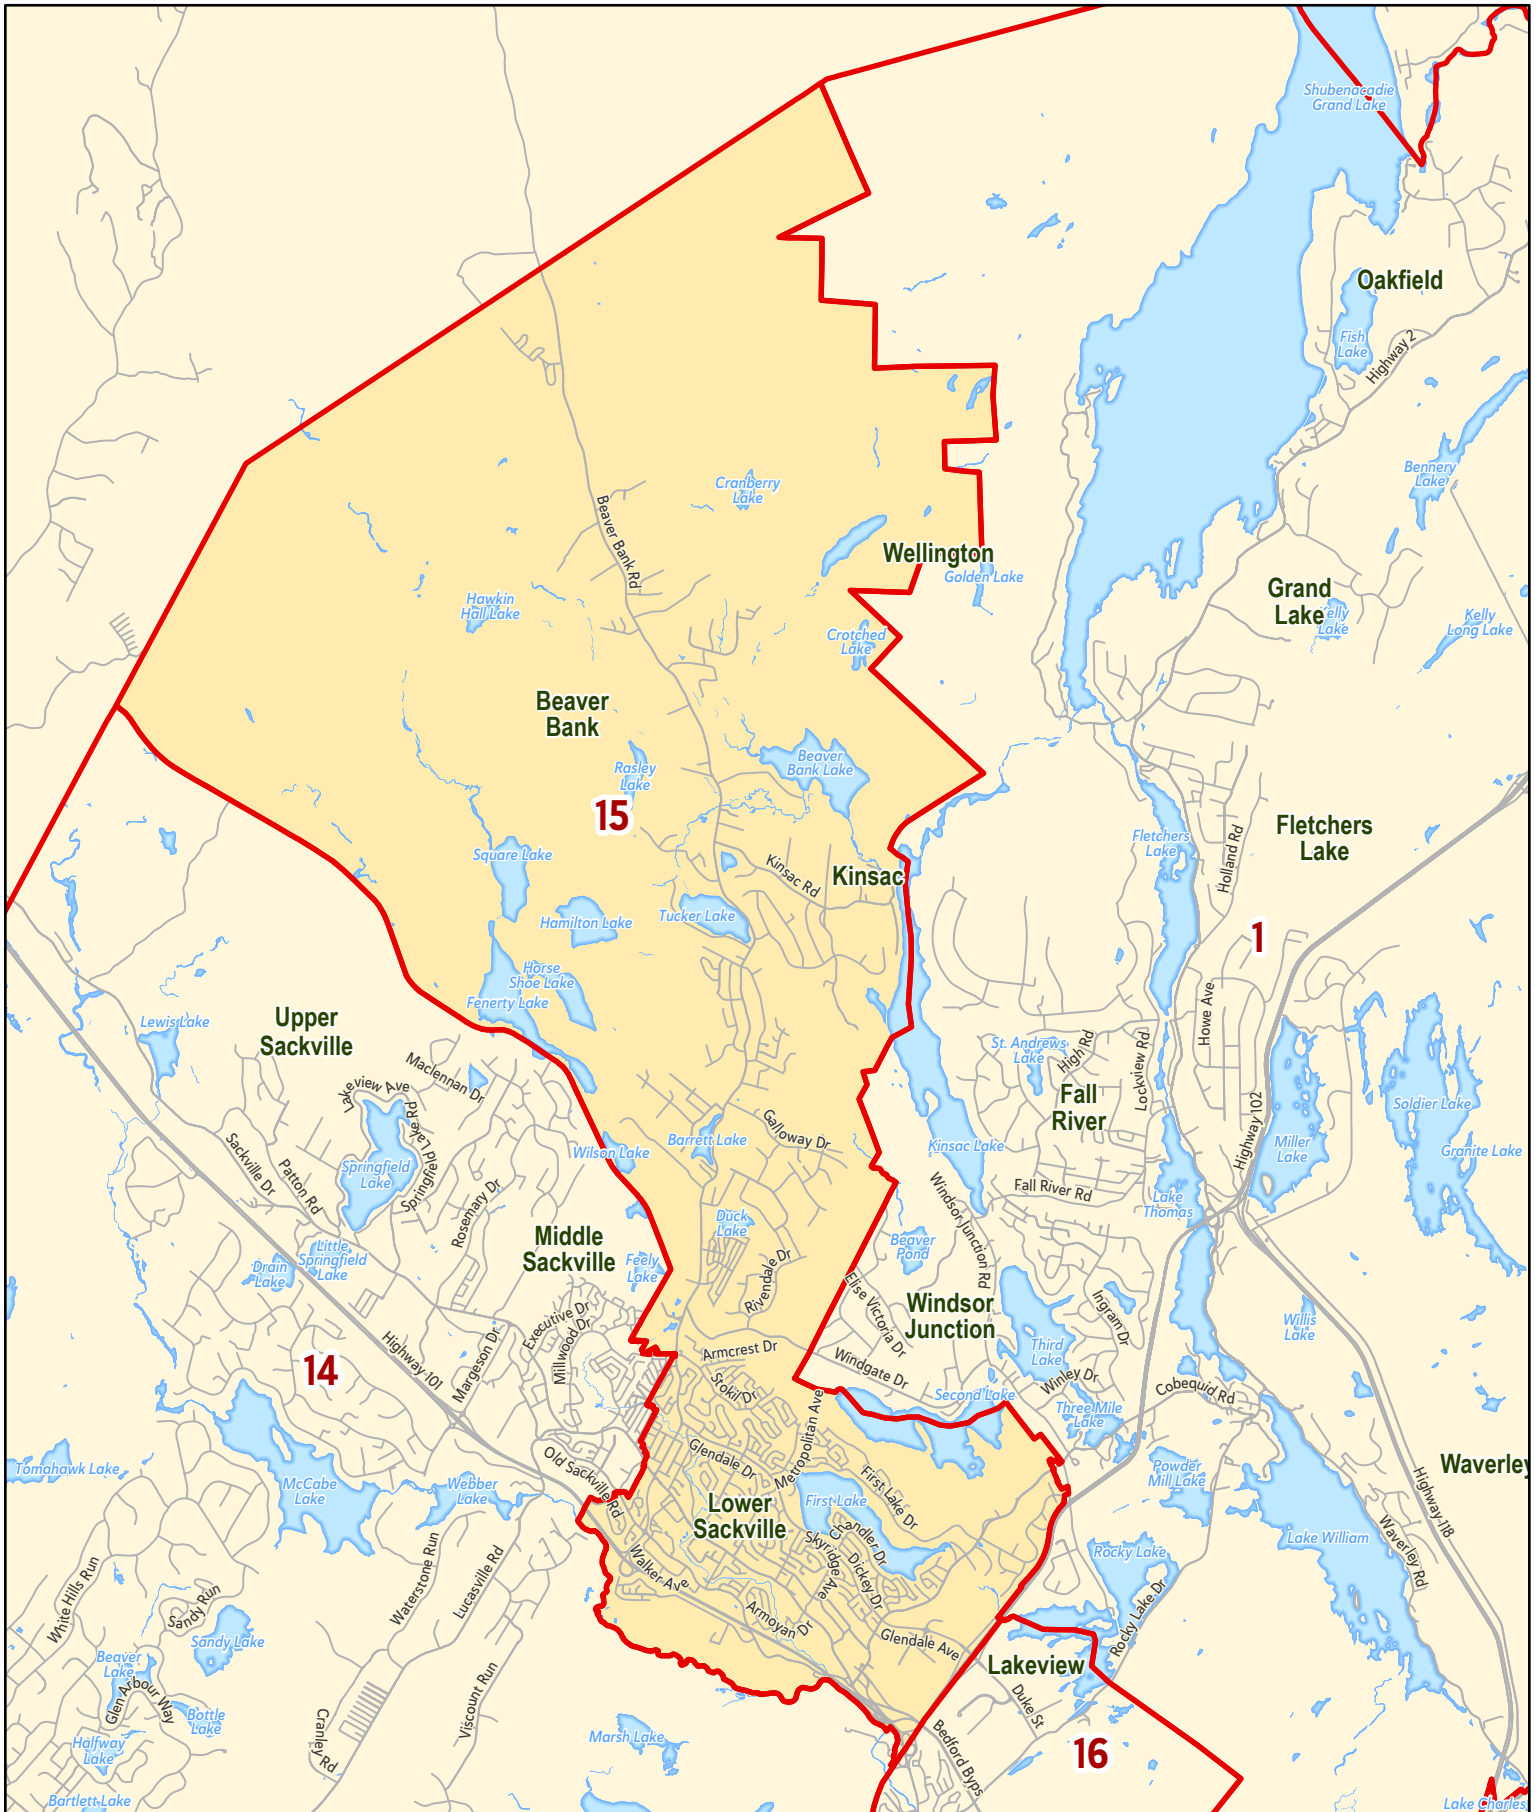 Shubenacadie
Grand Lake
Oakfield
Fish
Lake
Highway 2
Bennery
Lake
Cranberry
Lake
Beaver Bank Rd
Wellington
Golden Lake
Grand
Lake
Kelly
Lake
Kelly
Long Lake
Hawkin
Hall Lake
Crotched
Lake
Beaver
Bank
Rasley
Lake
Beaver
Bank Lake
15
Fletchers
Lake
Holland Rd
Fletchers
Lake
Square Lake
Kinsac Rd
Kinsac
Hamilton Lake
Tucker Lake
1
Horse
Shoe Lake
Fenerty Lake
Howe Ave
Lewis Lake
Upper
Sackville
Maclennan Dr
Lakeview Ave
Springfield Lake Rd
St. Andrews
Lake
High Rd
Lockview Rd
Fall
River
Highway 102
Soldier Lake
Miller
Lake
Granite Lake
Galloway Dr
Barrett Lake
Wilson Lake
Kinsac Lake
Sackville Dr
Patton Rd
Springfield
Lake
Rosemary Dr
Fall River Rd
Lake
Thomas
Windsor Junction Rd
Duck
Lake
Middle
Sackville
Beaver
Pond
Little
Springfield
Lake
Drain
Lake
Feely
Lake
Rivendale Dr
Elise Victoria Dr
Windsor
Junction
Ingram Dr
Willis
Lake
Executive Dr
Millwood Dr
Third
Lake
Highway 101
Margeson Dr
14
Armcrest Dr
Windgate Dr
Stokil Dr
Second Lake
Winley Dr
Cobequid Rd
Three Mile
Lake
Metropolitan Ave
Glendale Dr
Old Sackville Rd
Tomahawk Lake
McCabe
Lake
Webber
Lake
Powder
Mill Lake
Waverley
Highway 118
First Lake Dr
First Lake
Lower
Sackville
Chandler Dr
Skyridge Ave
Dickey Dr
Lake William
Waverley Rd
Rocky Lake
Walker Ave
White Hills Run
Waterstone Run
Lucasville Rd
Sandy Run
Armoyan Dr
Rocky Lake Dr
Sandy Lake
Glendale Ave
Lakeview
Beaver
Lake
Glen Arbour Way
Viscount Run
Duke St
Bottle
Lake
Cranley Rd
Marsh Lake
Bedford Byps
16
Halfway
Lake
Bartlett Lake
Lake Charles